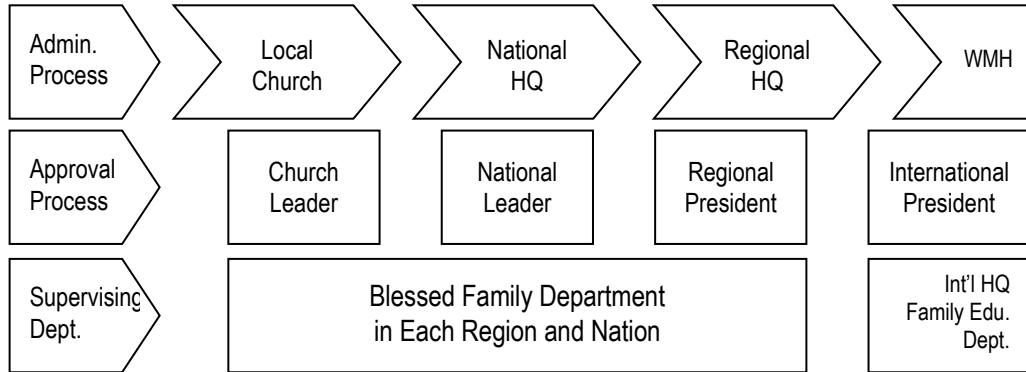 Admin.
Process
Local
Church
National
HQ
Regional
HQ
WMH
Approval
Process
Church
Leader
National
Leader
Regional
President
International
President
Supervising
Dept.
Blessed Family Department
in Each Region and Nation
Int’l HQ
Family Edu.
Dept.